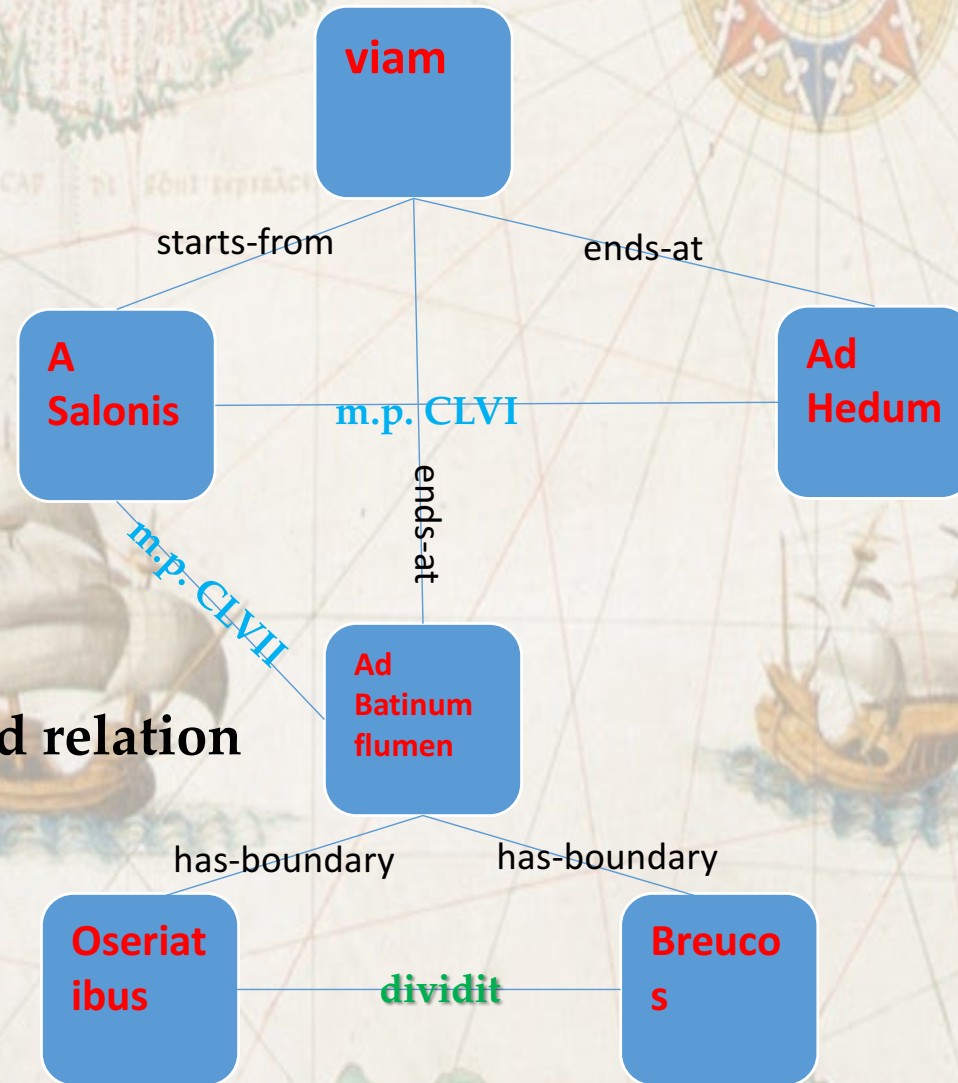 viam
starts-from
ends-at
A
Salonis
m.p. CLVI
Ad
Hedum
ends-at
m.p. CLVII
Ad
Batinum
flumen
d relation
has-boundary
has-boundary
Oseriat
ibus
dividit
Breuco
s